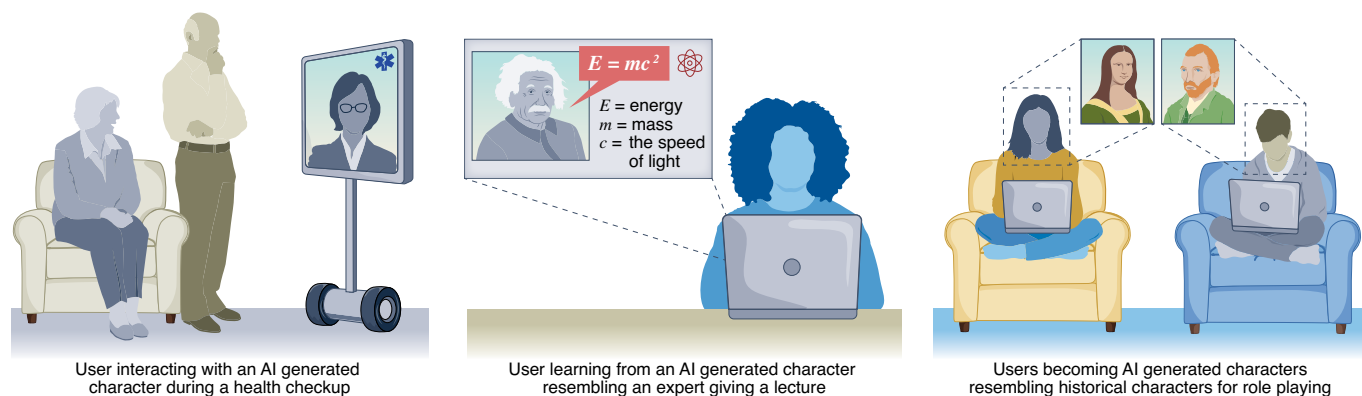 E = mc²
E = energy
m = mass
c = the speed
of light
User interacting with an AI generated
character during a health checkup
User learning from an AI generated character
resembling an expert giving a lecture
Users becoming AI generated characters
resembling historical characters for role playing